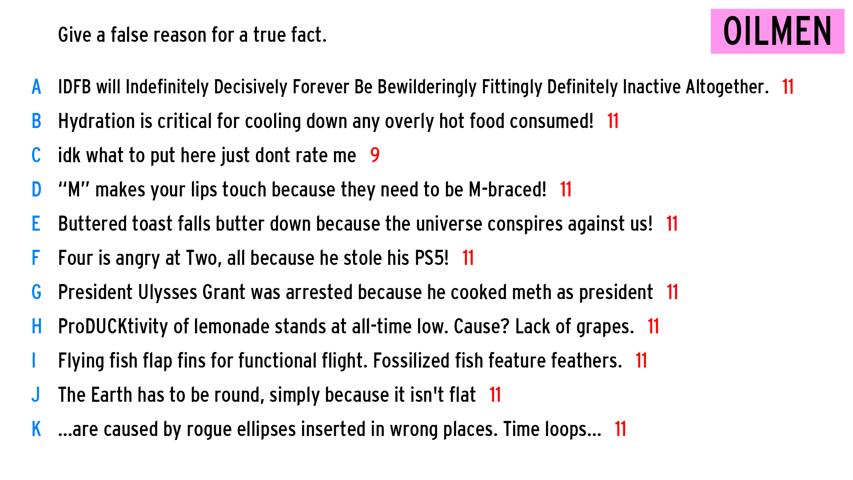 Give a false reason for a true fact.
OILMEN
A IDFB will Indefinitely Decisively Forever Be Bewilderingly Fittingly Definitely Inactive Altogether. 11
B Hydration is critical for cooling down any overly hot food consumed! 11
C idk what to put here just dont rate me 9
D “M” makes your lips touch because they need to be M-braced! 11
E Buttered toast falls butter down because the universe conspires against us! 11
F Four is angry at Two, all because he stole his PS5! 11
G President Ulysses Grant was arrested because he cooked meth as president 11
H ProDUCKtivity of lemonade stands at all-time low. Cause? Lack of grapes. 11
I Flying fish flap fins for functional flight. Fossilized fish feature feathers. 11
J The Earth has to be round, simply because it isn't flat 11
K ...are caused by rogue ellipses inserted in wrong places. Time loops... 11